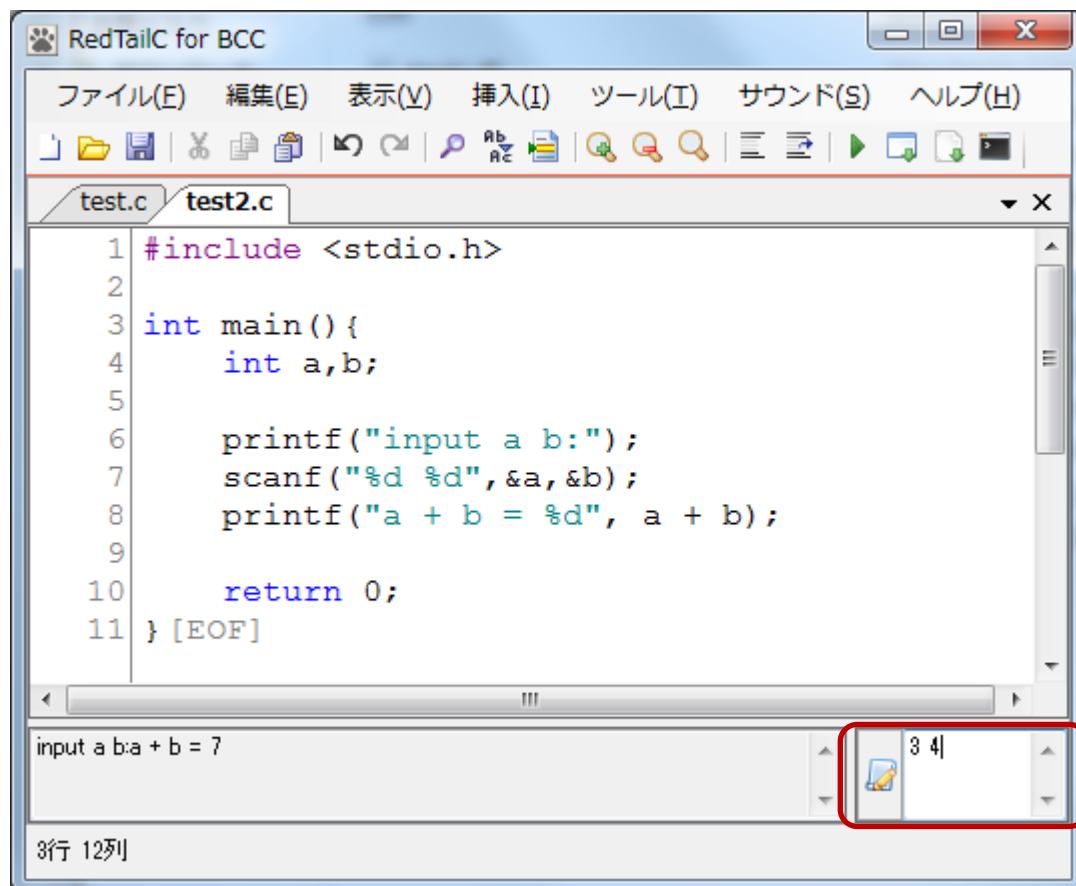 RedTailC for BCC
ファイル(F) 編集(E) 表示(V) 挿入(I) ツール(T) サウンド(S) ヘルプ(H)
test.c test2.c
1 #include <stdio.h>
2
3 int main(){
4 int a,b;
5
6 printf("input a b:");
7 scanf("%d %d",&a,&b);
8 printf("a + b = %d", a + b);
9
10 return 0;
11 }[EOF]
input a b:a + b = 7
3 4
3行 12列